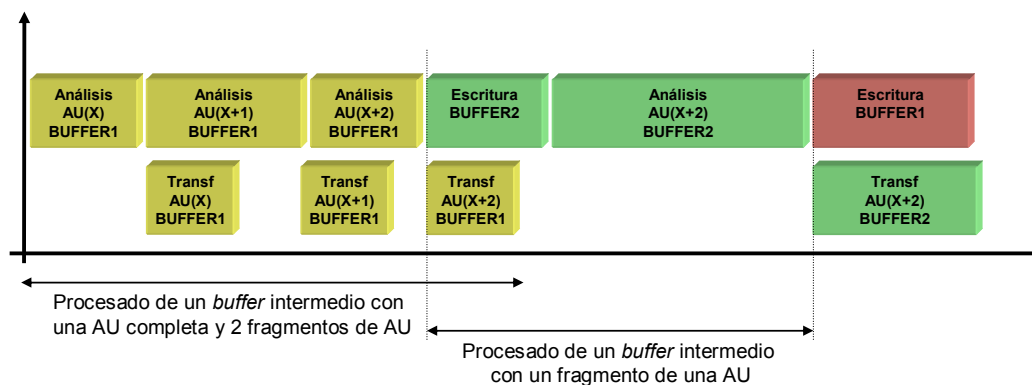 Análisis
AU(X)
BUFFER1
Análisis
AU(X+1)
BUFFER1
Análisis
AU(X+2)
BUFFER1
Escritura
BUFFER2
Análisis
AU(X+2)
BUFFER2
Escritura
BUFFER1
Transf
AU(X)
BUFFER1
Transf
AU(X+1)
BUFFER1
Transf
AU(X+2)
BUFFER1
Transf
AU(X+2)
BUFFER2
Procesado de un buffer intermedio con
una AU completa y 2 fragmentos de AU
Procesado de un buffer intermedio
con un fragmento de una AU